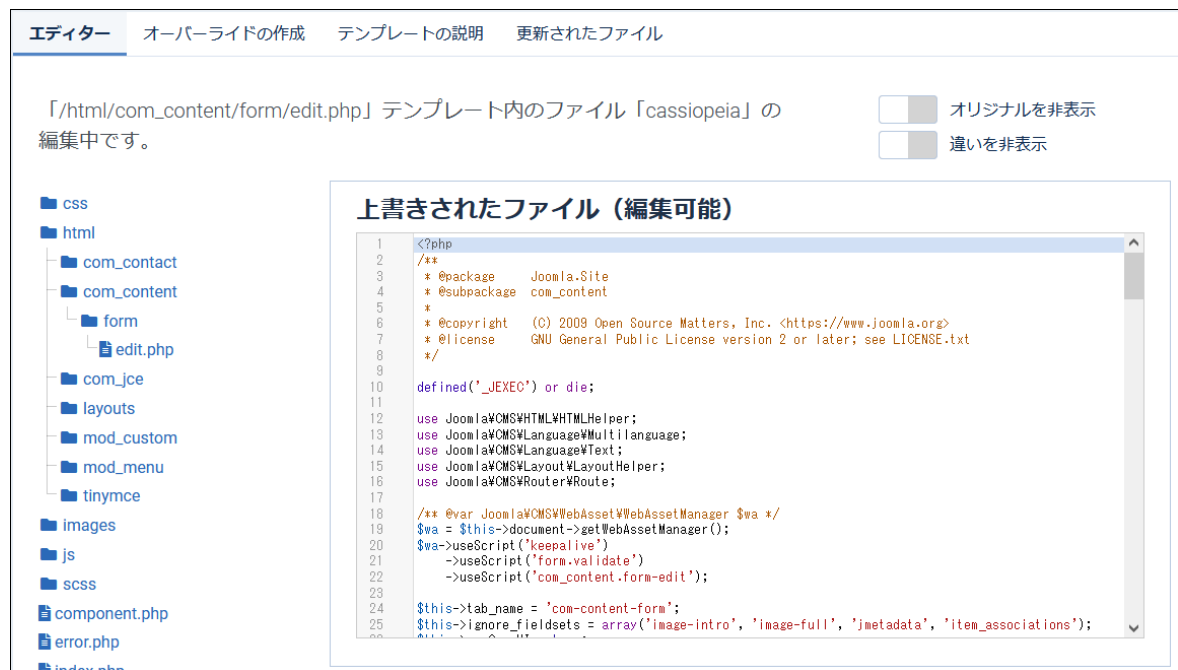 エディター オーバーライドの作成 テンプレートの説明 更新されたファイル
「/html/com_content/form/edit.php」テンプレート内のファイル「cassiopeia」の
編集中です。
オリジナルを非表示
違いを非表示
css
html
com_contact
com_content
form
edit.php
com_jce
layouts
mod_custom
mod_menu
tinymce
images
js
scss
component.php
error.php
index.php
上書きされたファイル（編集可能）
1 <?php
2 /**
3  * @package     Joomla.Site
4  * @subpackage  com_content
5  *
6  * @copyright   (C) 2009 Open Source Matters, Inc. <https://www.joomla.org>
7  * @license     GNU General Public License version 2 or later; see LICENSE.txt
8  */
9
10 defined('_JEXEC') or die;
11
12 use Joomla¥CMS¥HTML¥HTMLHelper;
13 use Joomla¥CMS¥Language¥Multilanguage;
14 use Joomla¥CMS¥Language¥Text;
15 use Joomla¥CMS¥Layout¥LayoutHelper;
16 use Joomla¥CMS¥Router¥Route;
17
18 /** @var Joomla¥CMS¥WebAsset¥WebAssetManager $wa */
19 $wa = $this->document->getWebAssetManager();
20 $wa->useScript('keepalive')
21     ->useScript('form.validate')
22     ->useScript('com_content.form-edit');
23
24 $this->tab_name = 'com-content-form';
25 $this->ignore_fieldsets = array('image-intro', 'image-full', 'jmetadata', 'item_associations');